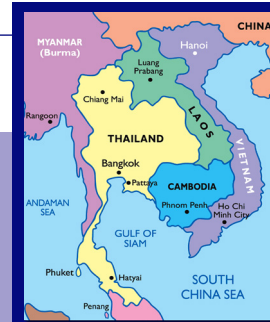 CHINA
MYANMAR
(Burma)
Hanoi
Luang
Prabang
Chiang Mai
LAOS
Rangoon
THAILAND
VIETNAM
Bangkok
Pattaya
CAMBODIA
Phnom Penh
Ho Chi
Minh City
ANDAMAN
SEA
GULF OF
SIAM
Phuket
Hatyai
SOUTH
CHINA SEA
Penang